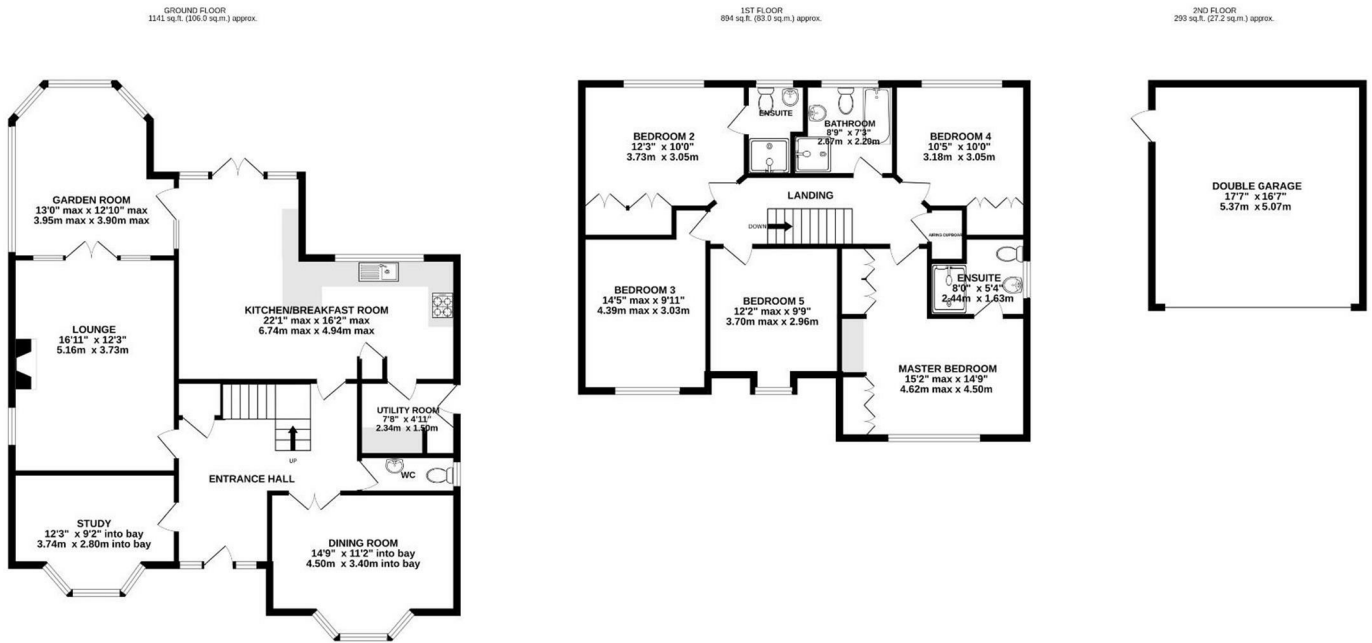 GROUND FLOOR
1141 sq.ft. (106.0 sq.m.) approx.
1ST FLOOR
894 sq.ft. (83.0 sq.m.) approx.
2ND FLOOR
293 sq.ft. (27.2 sq.m.) approx.
GARDEN ROOM
13'0" max x 12'10" max
3.95m max x 3.90m max
LOUNGE
16'11" x 12'3"
5.16m x 3.73m
KITCHEN/BREAKFAST ROOM
22'1" max x 16'2" max
6.74m max x 4.94m max
UTILITY ROOM
7'8" x 4'11"
2.34m x 1.50m
UP
ENTRANCE HALL
WC
STUDY
12'3" x 9'2" into bay
3.74m x 2.80m into bay
DINING ROOM
14'9" x 11'2" into bay
4.50m x 3.40m into bay
BEDROOM 2
12'3" x 10'0"
3.73m x 3.05m
ENSUITE
BATHROOM
8'9" x 7'3"
2.67m x 2.20m
BEDROOM 4
10'5" x 10'0"
3.18m x 3.05m
LANDING
DOWN
AIRING CUPBOARD
BEDROOM 3
14'5" max x 9'11"
4.39m max x 3.03m
BEDROOM 5
12'2" max x 9'9"
3.70m max x 2.96m
ENSUITE
8'0" x 5'4"
2.44m x 1.63m
MASTER BEDROOM
15'2" max x 14'9"
4.62m max x 4.50m
DOUBLE GARAGE
17'7" x 16'7"
5.37m x 5.07m